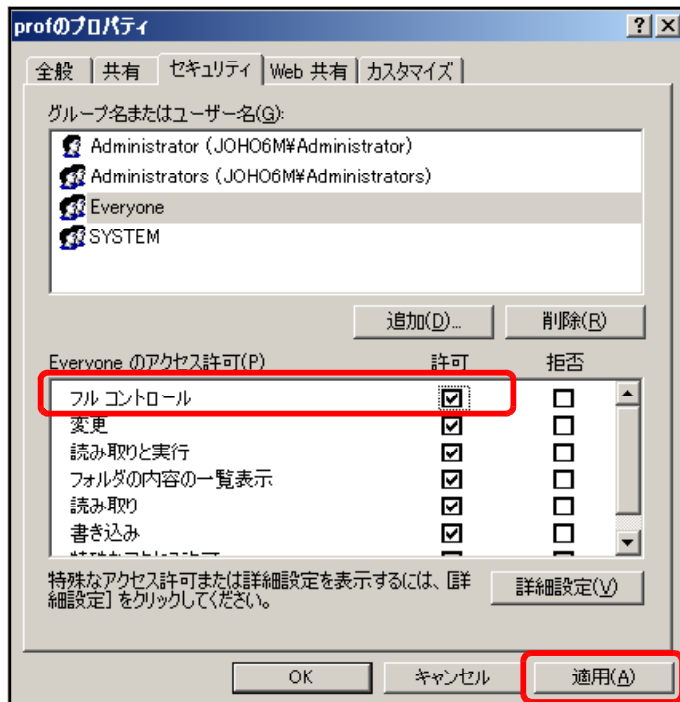 profのプロパティ
全般 共有 セキュリティ Web 共有 カスタマイズ
グループ名またはユーザー名(G):
Administrator (JOHO6M¥Administrator)
Administrators (JOHO6M¥Administrators)
Everyone
SYSTEM
追加(D)... 削除(R)
Everyone のアクセス許可(P) 許可 拒否
フル コントロール
変更
読み取りと実行
フォルダの内容の一覧表示
読み取り
書き込み
特殊なアクセス許可または詳細設定を表示するには、[詳
細設定] をクリックしてください。
詳細設定(V)
OK キャンセル 適用(A)